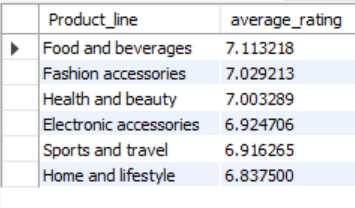 Product_line average_rating
Food and beverages 7.113218
Fashion accessories 7.029213
Health and beauty 7.003289
Electronic accessories 6.924706
Sports and travel 6.916265
Home and lifestyle 6.837500